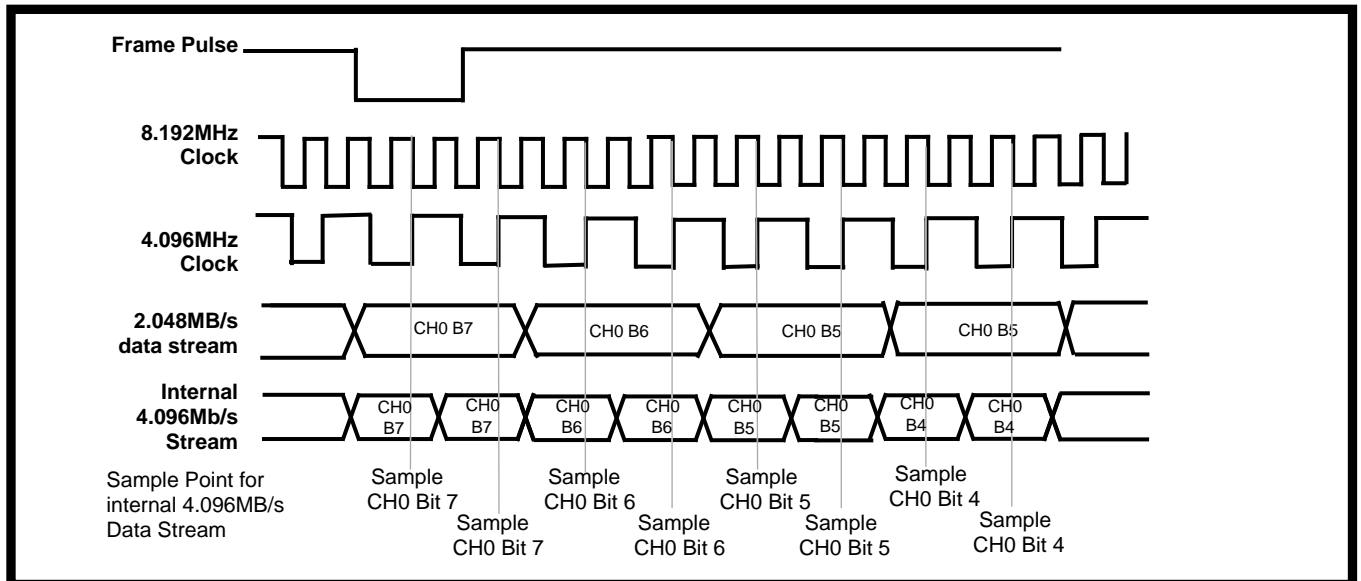 Frame Pulse
8.192MHz
Clock
4.096MHz
Clock
2.048MB/s
data stream
CH0 B7
CH0 B6
CH0 B5
CH0 B5
Internal
4.096Mb/s
Stream
CH0
B7
CH0
B7
CH0
B6
CH0
B6
CH0
B5
CH0
B5
CH0
B4
CH0
B4
Sample Point for
internal 4.096MB/s
Data Stream
Sample
CH0 Bit 7
Sample
CH0 Bit 7
Sample
CH0 Bit 6
Sample
CH0 Bit 6
Sample
CH0 Bit 5
Sample
CH0 Bit 5
Sample
CH0 Bit 4
Sample
CH0 Bit 4